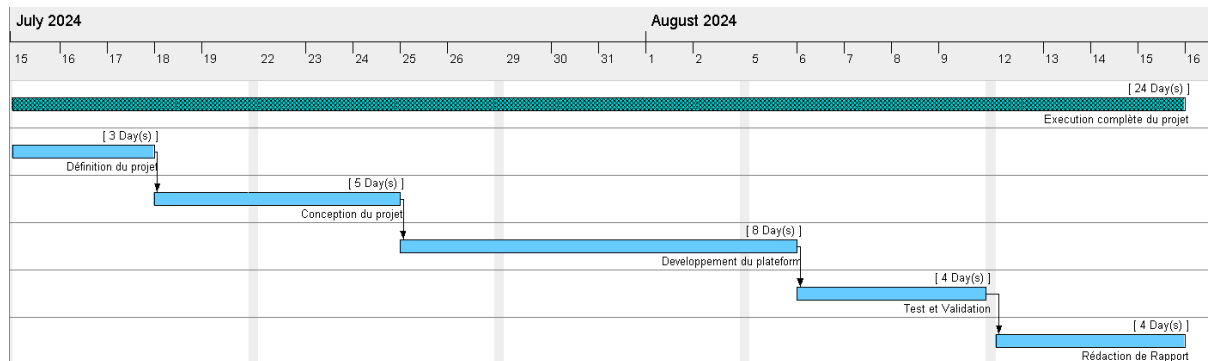 July 2024 August 2024
15 16 17 18 19 22 23 24 25 26 29 30 31 1 2 5 6 7 8 9 12 13 14 15 16
[ 24 Day(s) ]
Execution complète du projet
[ 3 Day(s) ]
Définition du projet
[ 5 Day(s) ]
Conception du projet
[ 8 Day(s) ]
Developpement du plateform
[ 4 Day(s) ]
Test et Validation
[ 4 Day(s) ]
Rédaction de Rapport